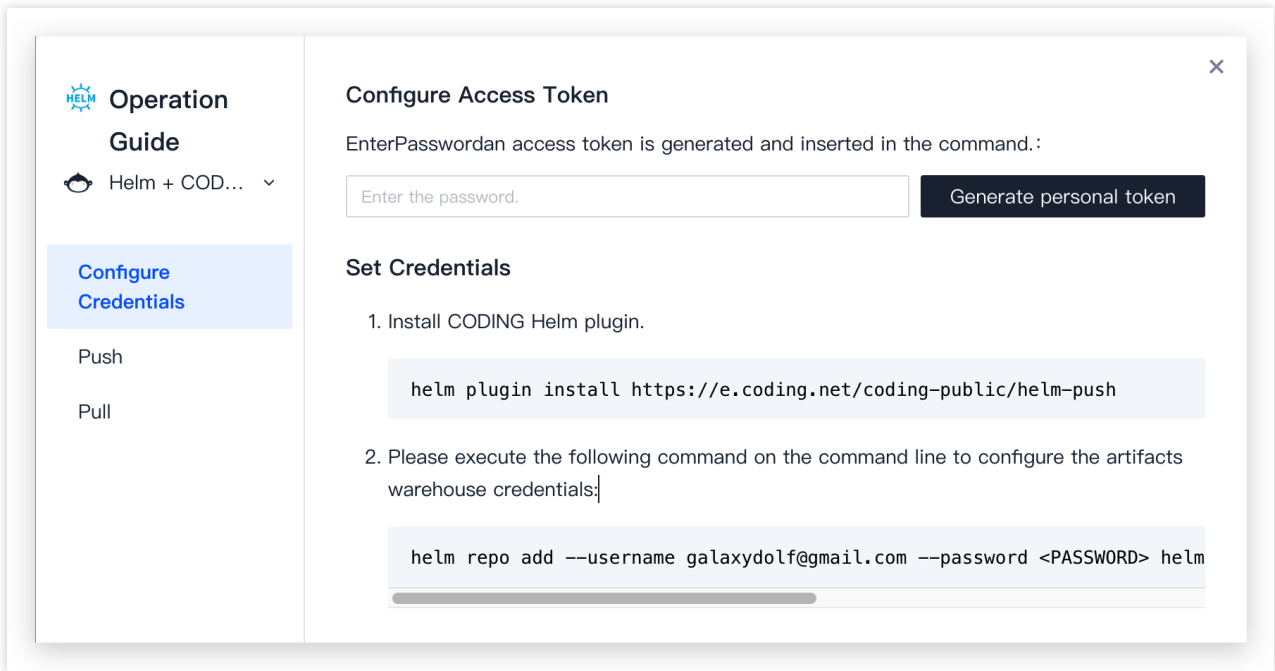 HELM
Operation
Guide
Helm + COD...
Configure
Credentials
Push
Pull
Configure Access Token
EnterPasswordan access token is generated and inserted in the command.:
Enter the password.
Generate personal token
Set Credentials
1. Install CODING Helm plugin.
helm plugin install https://e.coding.net/coding-public/helm-push
2. Please execute the following command on the command line to configure the artifacts
warehouse credentials:
helm repo add --username galaxydolf@gmail.com --password <PASSWORD> helm